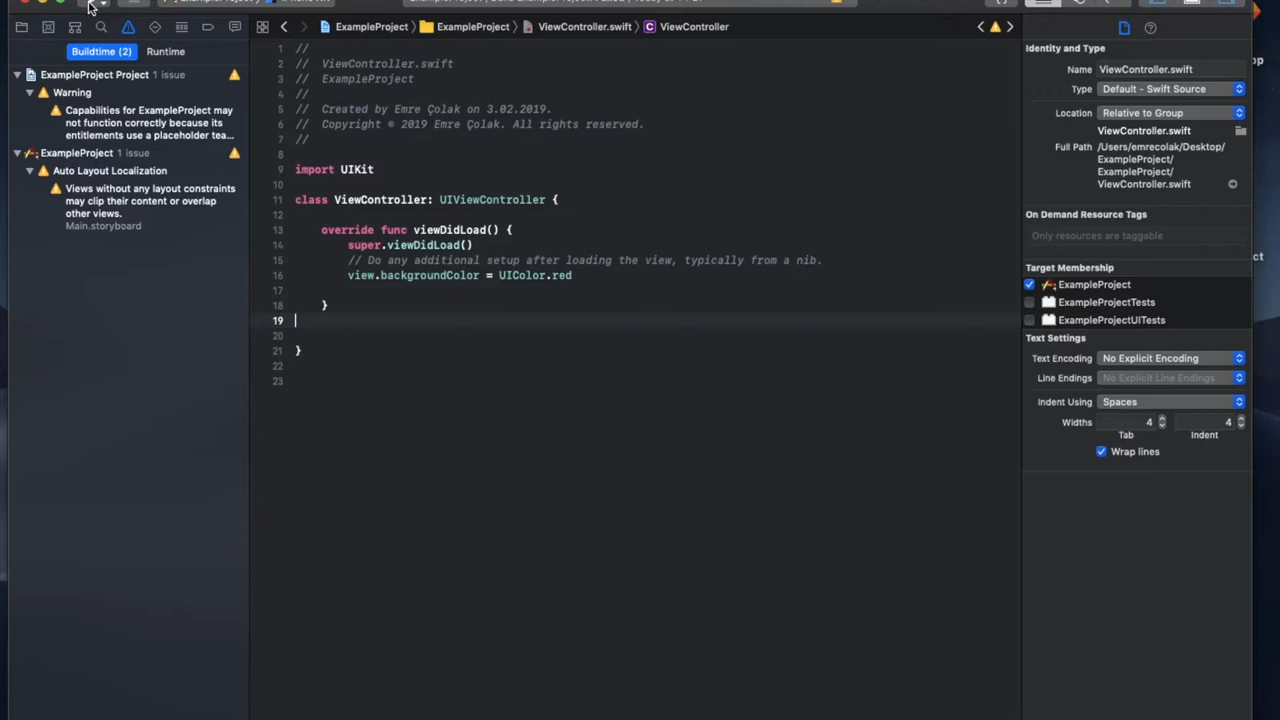 Buildtime (2) Runtime
ExampleProject Project 1 issue
Warning
Capabilities for ExampleProject may
not function correctly because its
entitlements use a placeholder tea...
ExampleProject 1 issue
Auto Layout Localization
Views without any layout constraints
may clip their content or overlap
other views.
Main.storyboard
ExampleProject ExampleProject ViewController.swift C ViewController
1 //
2 // ViewController.swift
3 // ExampleProject
4 //
5 // Created by Emre Çolak on 3.02.2019.
6 // Copyright © 2019 Emre Çolak. All rights reserved.
7 //
8
9 import UIKit
10
11 class ViewController: UIViewController {
12
13 override func viewDidLoad() {
14 super.viewDidLoad()
15 // Do any additional setup after loading the view, typically from a nib.
16 view.backgroundColor = UIColor.red
17
18 }
19
20
21 }
22
23
Identity and Type
Name ViewController.swift
Type Default - Swift Source
Location Relative to Group
ViewController.swift
Full Path /Users/emrecolak/Desktop/
ExampleProject/
ExampleProject/
ViewController.swift
On Demand Resource Tags
Only resources are taggable
Target Membership
ExampleProject
ExampleProjectTests
ExampleProjectUITests
Text Settings
Text Encoding No Explicit Encoding
Line Endings No Explicit Line Endings
Indent Using Spaces
Widths 4 4
Tab Indent
Wrap lines